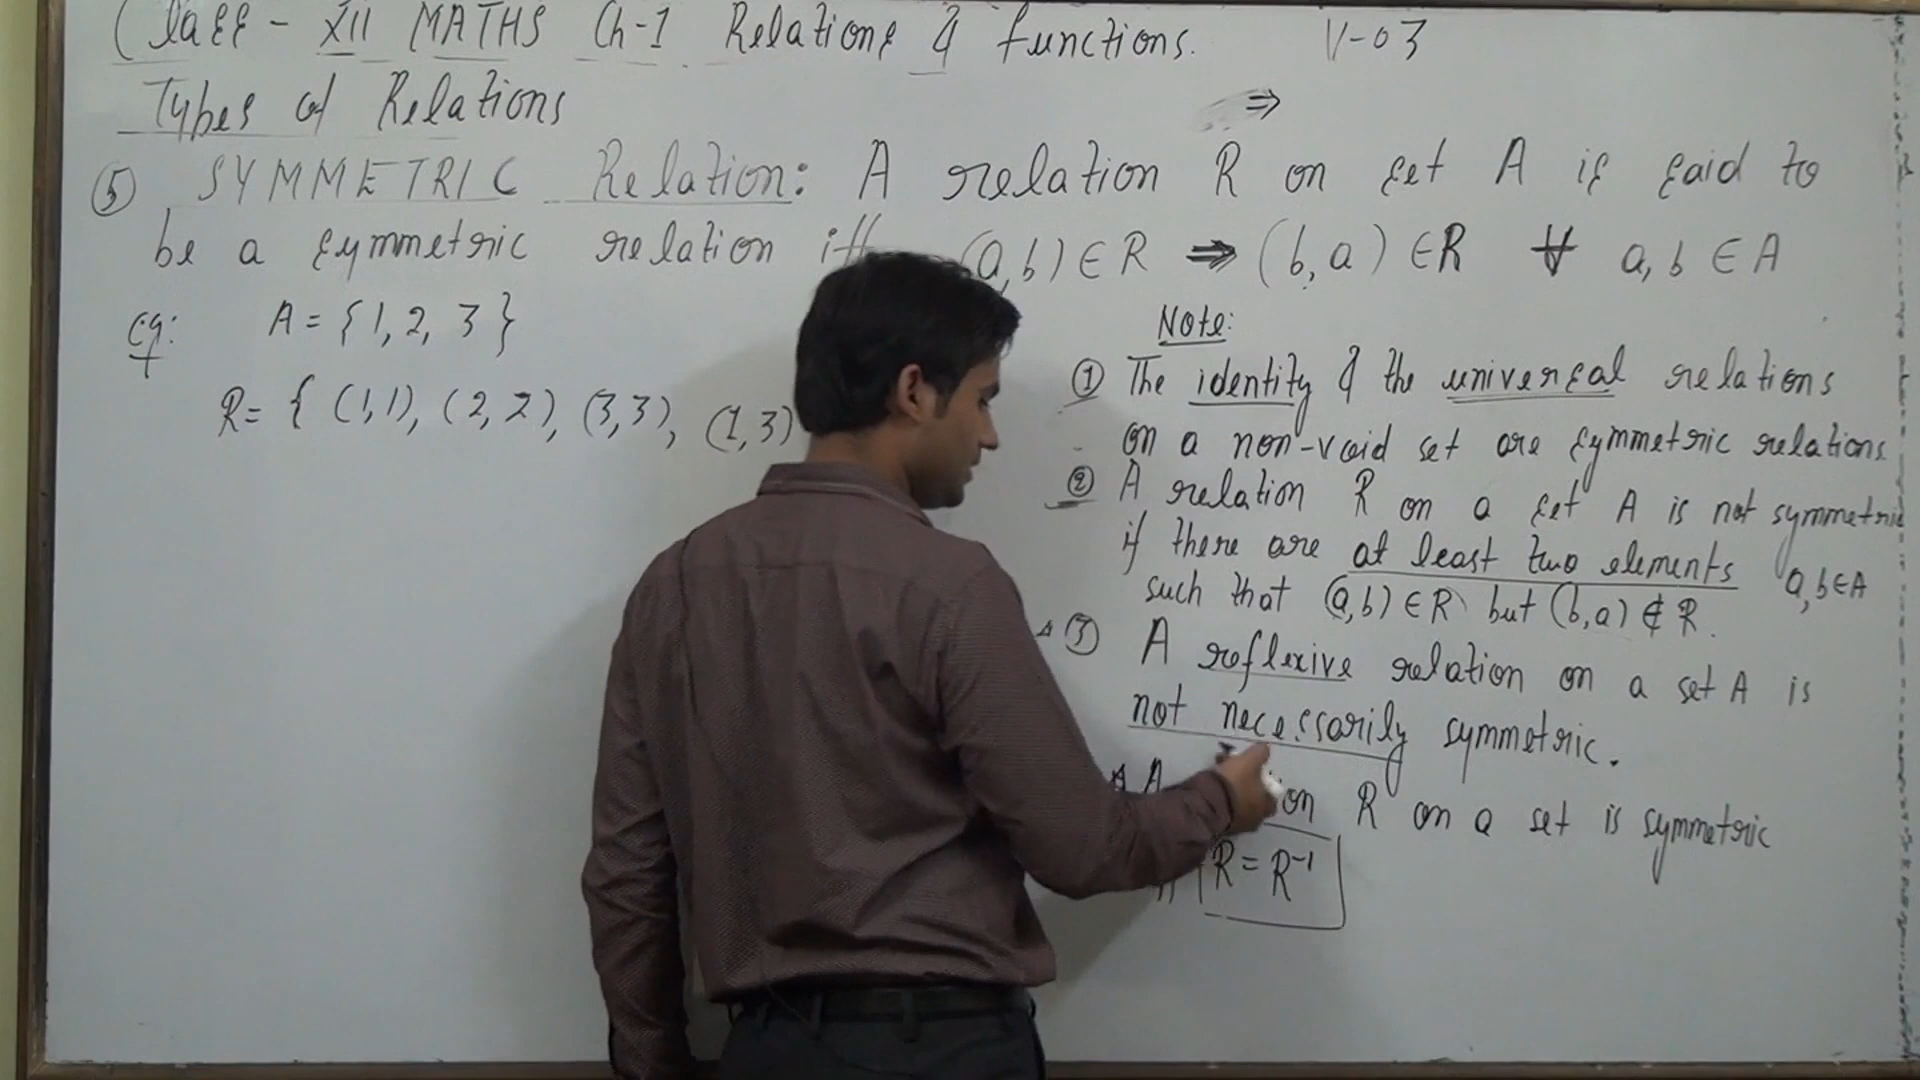 Class - XII MATHS Ch-1 Relations & functions. V-03
Types of Relations
⇒
⑤ SYMMETRIC Relation: A relation R on set A is said to
be a symmetric relation iff (a,b) ∈ R ⇒ (b,a) ∈ R ∀ a, b ∈ A
eg: A = { 1, 2, 3 }
R = { (1,1), (2,2), (3,3), (1,3)
Note:
① The identity & the universal relations
on a non-void set are symmetric relations
② A relation R on a set A is not symmetric
if there are at least two elements a, b ∈ A
such that (a,b) ∈ R but (b,a) ∉ R.
③ A reflexive relation on a set A is
not necessarily symmetric.
A on R on a set is symmetric
R = R⁻¹